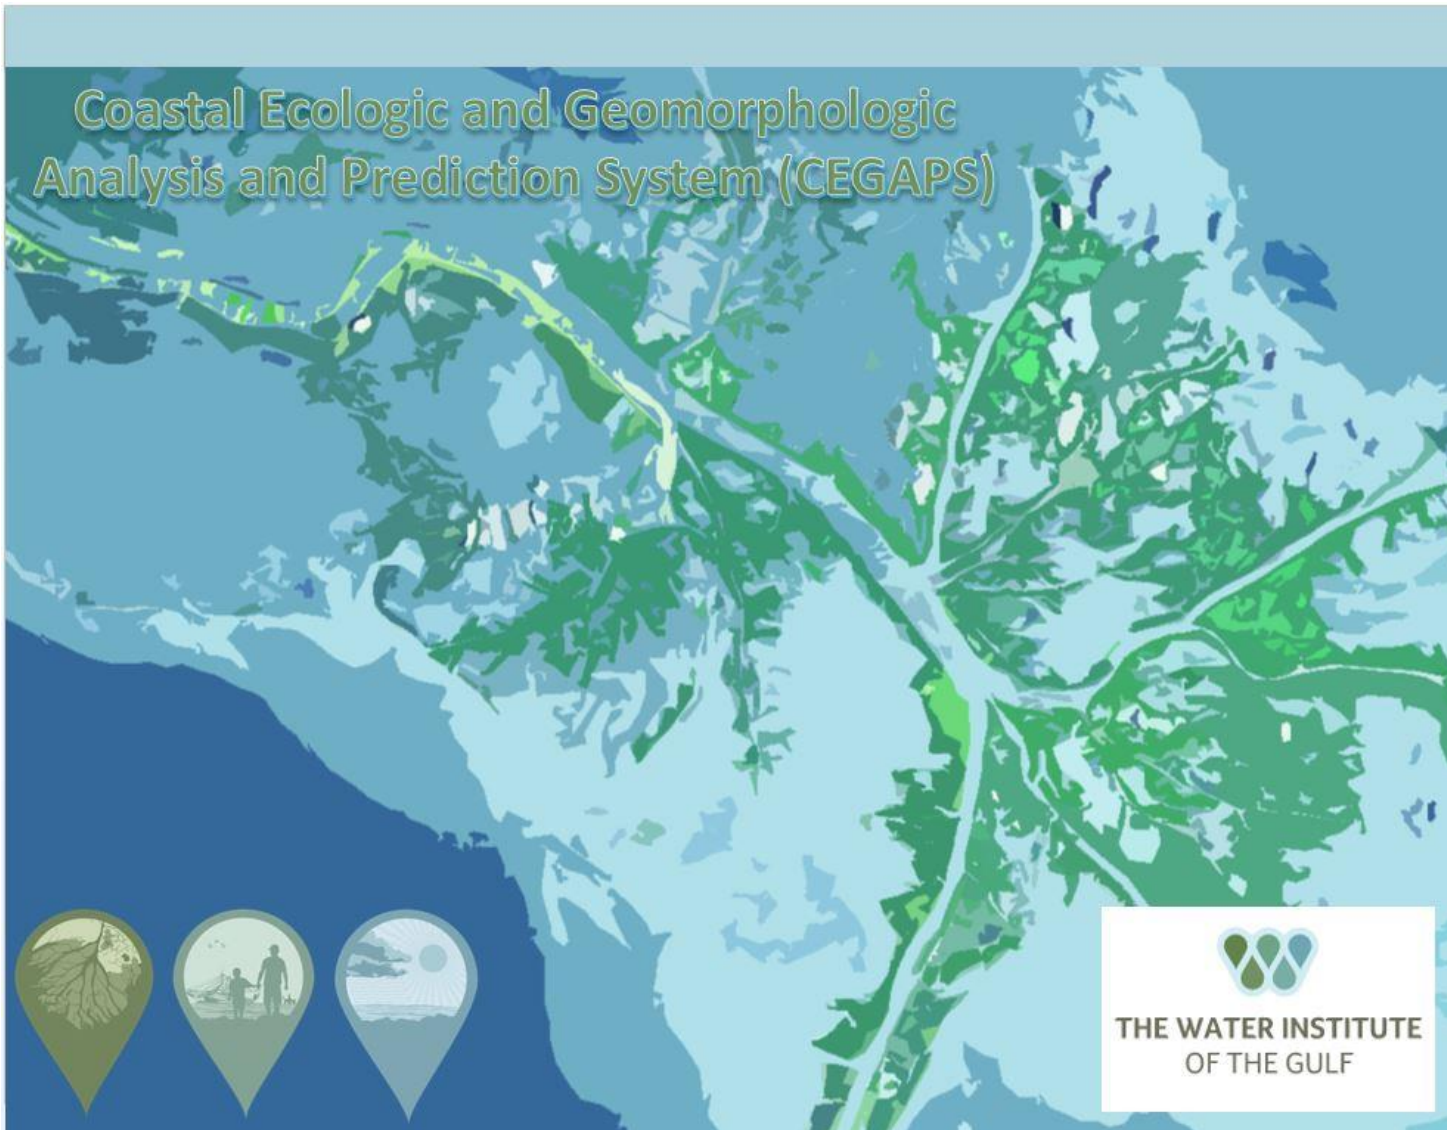 Coastal Ecologic and Geomorphologic
Analysis and Prediction System (CEGAPS)
THE WATER INSTITUTE
OF THE GULF